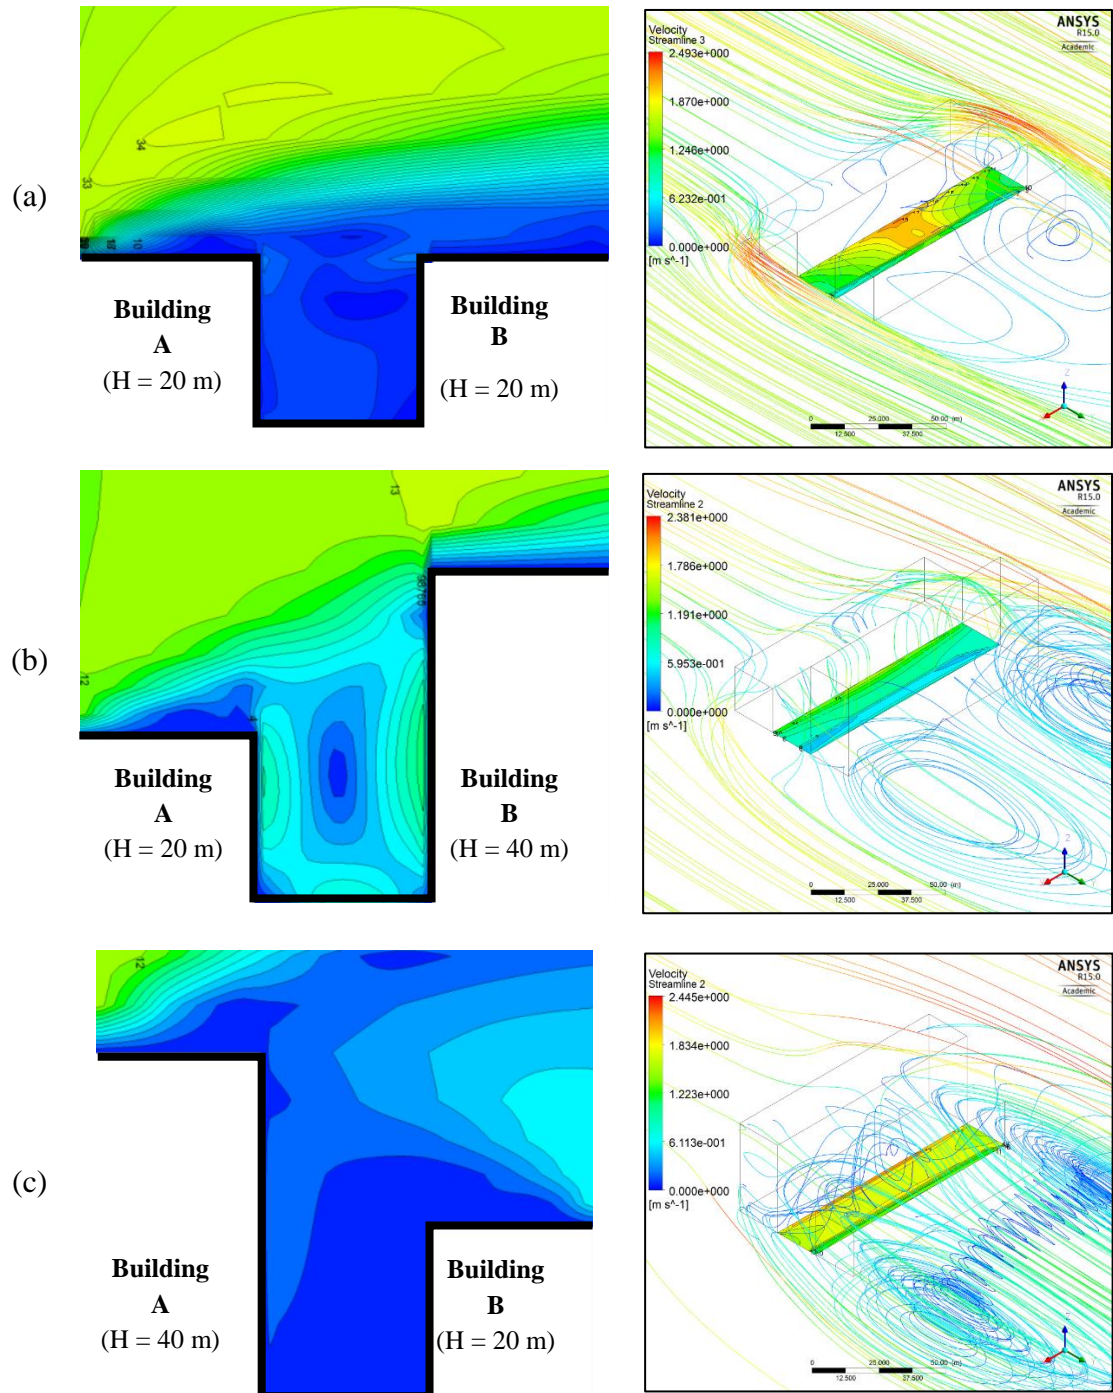 (a)
34
33
10
Building
A
(H = 20 m)
Building
B
(H = 20 m)
Velocity
Streamline 3
2.493e+000
1.870e+000
1.246e+000
6.232e-001
0.000e+000
[m s^-1]
ANSYS
R15.0
Academic
Z
0 25.000 50.00 (m)
12.500 37.500
(b)
13
12
4
Building
A
(H = 20 m)
Building
B
(H = 40 m)
Velocity
Streamline 2
2.381e+000
1.786e+000
1.191e+000
5.953e-001
0.000e+000
[m s^-1]
ANSYS
R15.0
Academic
Z
0 25.000 50.00 (m)
12.500 37.500
(c)
12
Building
A
(H = 40 m)
Building
B
(H = 20 m)
Velocity
Streamline 2
2.445e+000
1.834e+000
1.223e+000
6.113e-001
0.000e+000
[m s^-1]
ANSYS
R15.0
Academic
Z
0 25.000 50.00 (m)
12.500 37.500